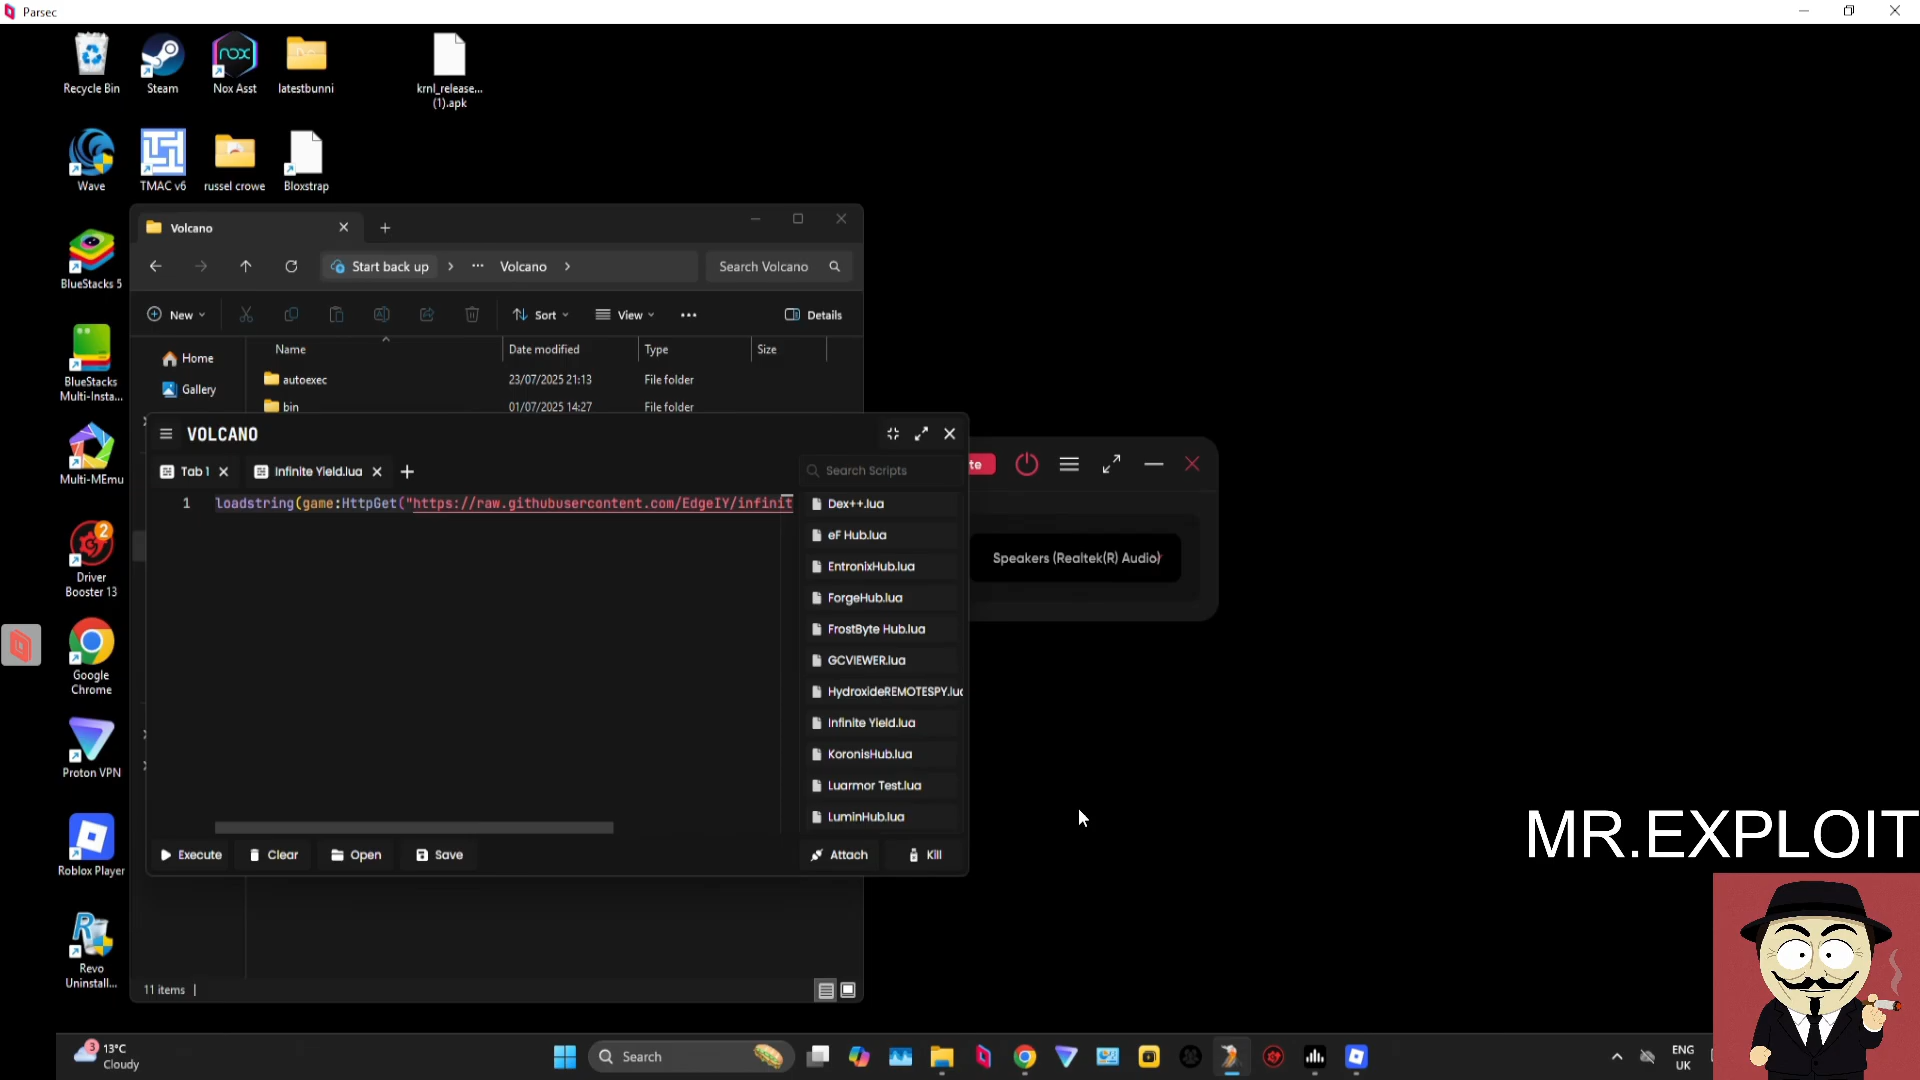 Parsec
Recycle Bin
Steam
Nox Asst
latestbunni
krnl_release...
(1).apk
Wave
TMAC v6
russel crowe
Bloxstrap
Volcano
Start back up
Volcano
Search Volcano
New
Sort
View
Details
Name
Date modified
Type
Size
Home
autoexec
23/07/2025 21:13
File folder
Gallery
bin
01/07/2025 14:27
File folder
BlueStacks 5
BlueStacks
Multi-Insta...
Multi-MEmu
2
Driver
Booster 13
Google
Chrome
Proton VPN
Roblox Player
Revo
Uninstall...
VOLCANO
Tab 1
Infinite Yield.lua
Search Scripts
1
loadstring(game:HttpGet("https://raw.githubusercontent.com/EdgeIY/infinit
Dex++.lua
eF Hub.lua
EntronixHub.lua
ForgeHub.lua
FrostByte Hub.lua
GCVIEWER.lua
HydroxideREMOTESPY.lua
Infinite Yield.lua
KoronisHub.lua
Luarmor Test.lua
LuminHub.lua
Execute
Clear
Open
Save
Attach
Kill
te
Speakers (Realtek(R) Audio)
11 items
MR.EXPLOIT
3
13°C
Cloudy
Search
ENG
UK